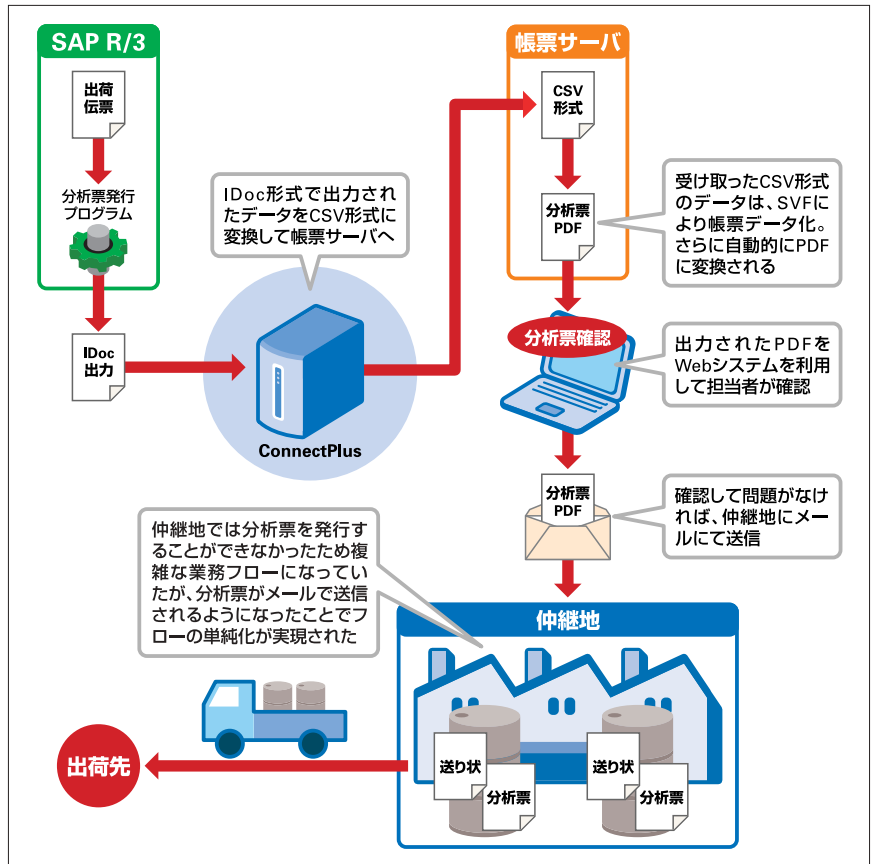 SAP R/3
出荷
伝票
分析票発行
プログラム
IDoc
出力
IDoc形式で出力され
たデータをCSV形式に
変換して帳票サーバへ
ConnectPlus
帳票サーバ
CSV
形式
分析票
PDF
受け取ったCSV形式
のデータは、SVFに
より帳票データ化。
さらに自動的にPDF
に変換される
分析票確認
出力されたPDFを
Webシステムを利用
して担当者が確認
分析票
PDF
確認して問題がなけ
れば、仲継地にメー
ルにて送信
仲継地では分析票を発行す
ることができなかったため複
雑な業務フローになってい
たが、分析票がメールで送信
されるようになったことでフ
ローの単純化が実現された
仲継地
送り状
分析票
送り状
分析票
出荷先